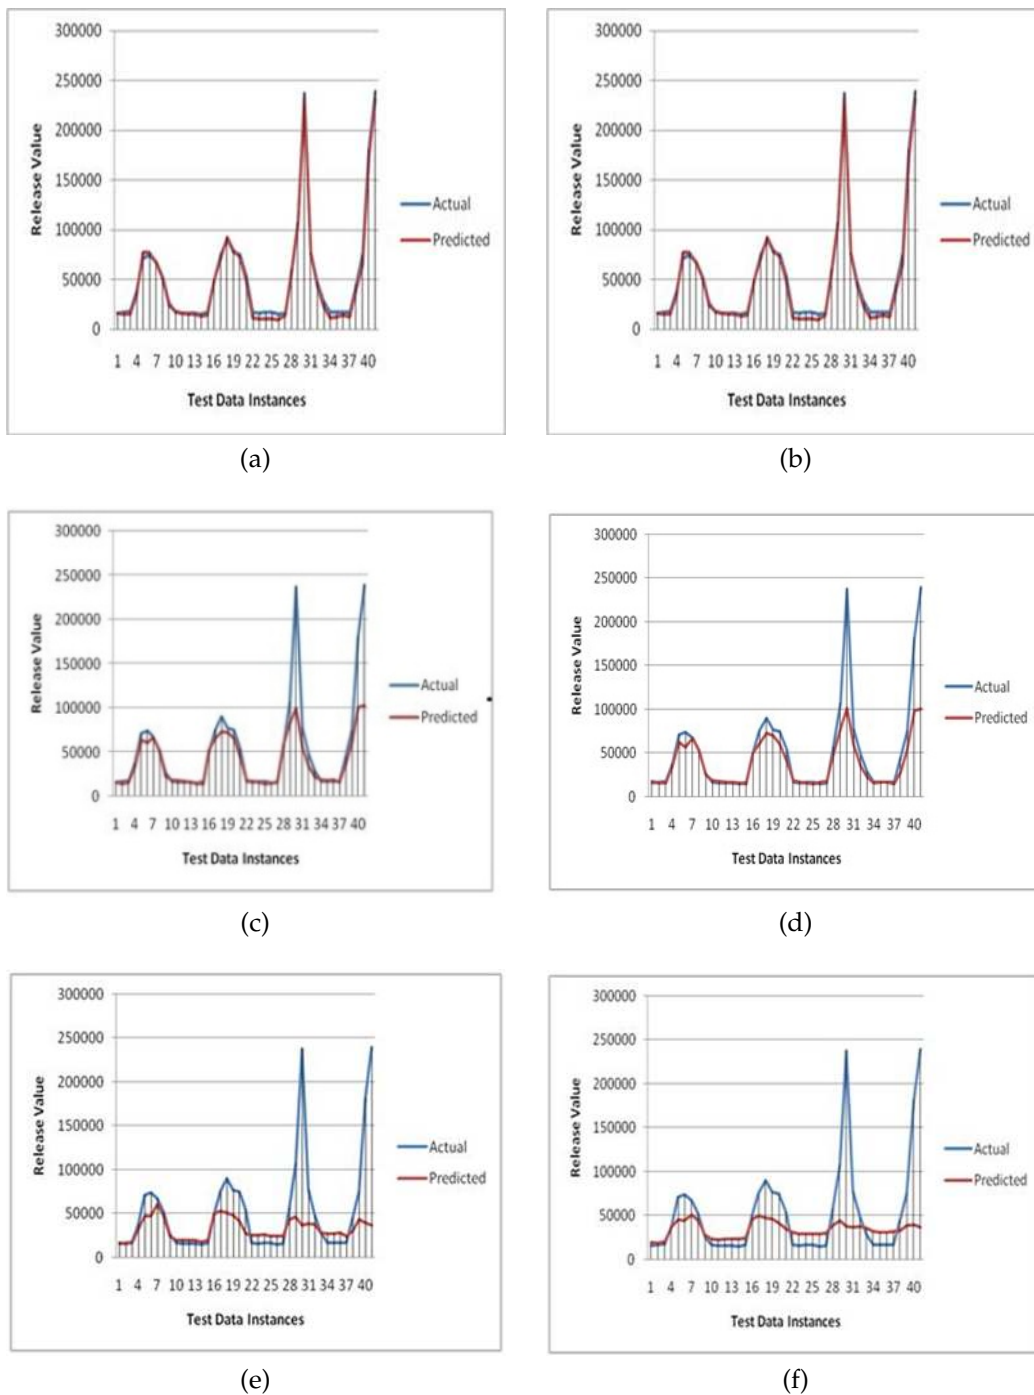 300000
250000
200000
150000
100000
50000
0
Release Value
1 4 7 10 13 16 19 22 25 28 31 34 37 40
Test Data Instances
Actual
Predicted
(a)
300000
250000
200000
150000
100000
50000
0
Release Value
1 4 7 10 13 16 19 22 25 28 31 34 37 40
Test Data Instances
Actual
Predicted
(b)
300000
250000
200000
150000
100000
50000
0
Release Value
1 4 7 10 13 16 19 22 25 28 31 34 37 40
Test Data Instances
Actual
Predicted
(c)
300000
250000
200000
150000
100000
50000
0
Release Value
1 4 7 10 13 16 19 22 25 28 31 34 37 40
Test Data Instances
Actual
Predicted
(d)
300000
250000
200000
150000
100000
50000
0
Release Value
1 4 7 10 13 16 19 22 25 28 31 34 37 40
Test Data Instances
Actual
Predicted
(e)
300000
250000
200000
150000
100000
50000
0
Release Value
1 4 7 10 13 16 19 22 25 28 31 34 37 40
Test Data Instances
Actual
Predicted
(f)